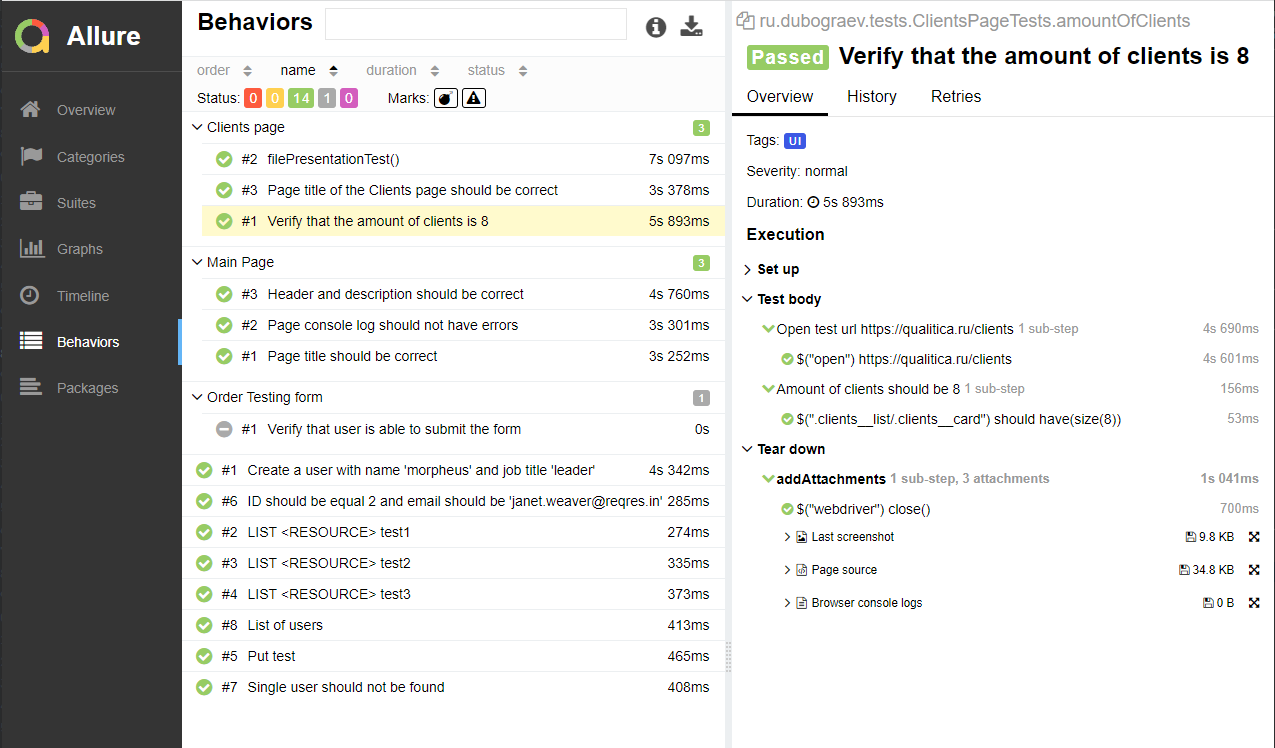 Allure
Overview
Categories
Suites
Graphs
Timeline
Behaviors
Packages
Behaviors
order name duration status
Status: 0 0 14 1 0 Marks:
Clients page 3
#2 filePresentationTest() 7s 097ms
#3 Page title of the Clients page should be correct 3s 378ms
#1 Verify that the amount of clients is 8 5s 893ms
Main Page 3
#3 Header and description should be correct 4s 760ms
#2 Page console log should not have errors 3s 301ms
#1 Page title should be correct 3s 252ms
Order Testing form 1
#1 Verify that user is able to submit the form 0s
#1 Create a user with name 'morpheus' and job title 'leader' 4s 342ms
#6 ID should be equal 2 and email should be 'janet.weaver@reqres.in' 285ms
#2 LIST <RESOURCE> test1 274ms
#3 LIST <RESOURCE> test2 335ms
#4 LIST <RESOURCE> test3 373ms
#8 List of users 413ms
#5 Put test 465ms
#7 Single user should not be found 408ms
ru.dubograev.tests.ClientsPageTests.amountOfClients
Passed Verify that the amount of clients is 8
Overview History Retries
Tags: UI
Severity: normal
Duration: 5s 893ms
Execution
Set up
Test body
Open test url https://qualitica.ru/clients 1 sub-step 4s 690ms
$("open") https://qualitica.ru/clients 4s 601ms
Amount of clients should be 8 1 sub-step 156ms
$(".clients__list/.clients__card") should have(size(8)) 53ms
Tear down
addAttachments 1 sub-step, 3 attachments 1s 041ms
$("webdriver") close() 700ms
Last screenshot 9.8 KB
Page source 34.8 KB
Browser console logs 0 B